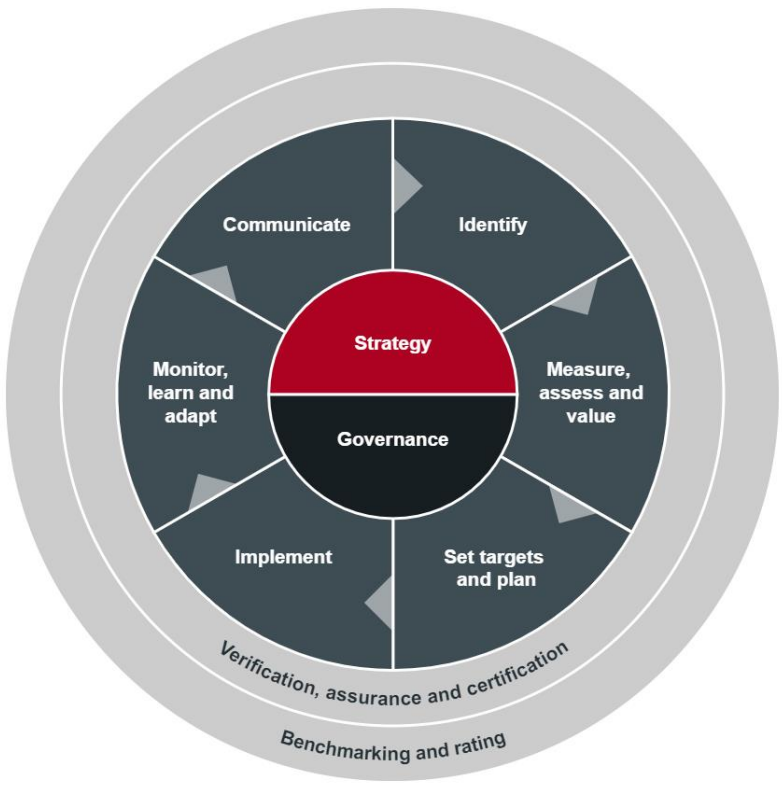 Communicate
Identify
Strategy
Monitor,
learn and
adapt
Measure,
assess and
value
Governance
Implement
Set targets
and plan
Verification, assurance and certification
Benchmarking and rating